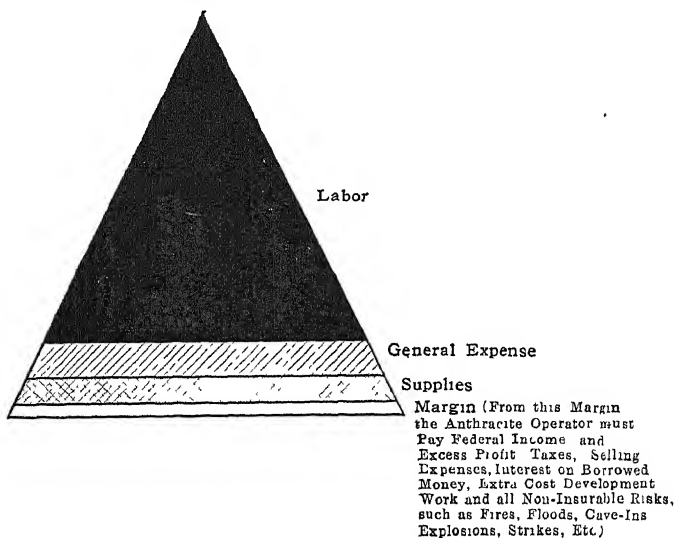 Labor
General Expense
Supplies
Margin (From this Margin
the Anthracite Operator must
Pay Federal Income and
Excess Profit Taxes, Selling
Expenses, Interest on Borrowed
Money, Extra Cost Development
Work and all Non-Insurable Risks,
such as Fires, Floods, Cave-Ins
Explosions, Strikes, Etc)